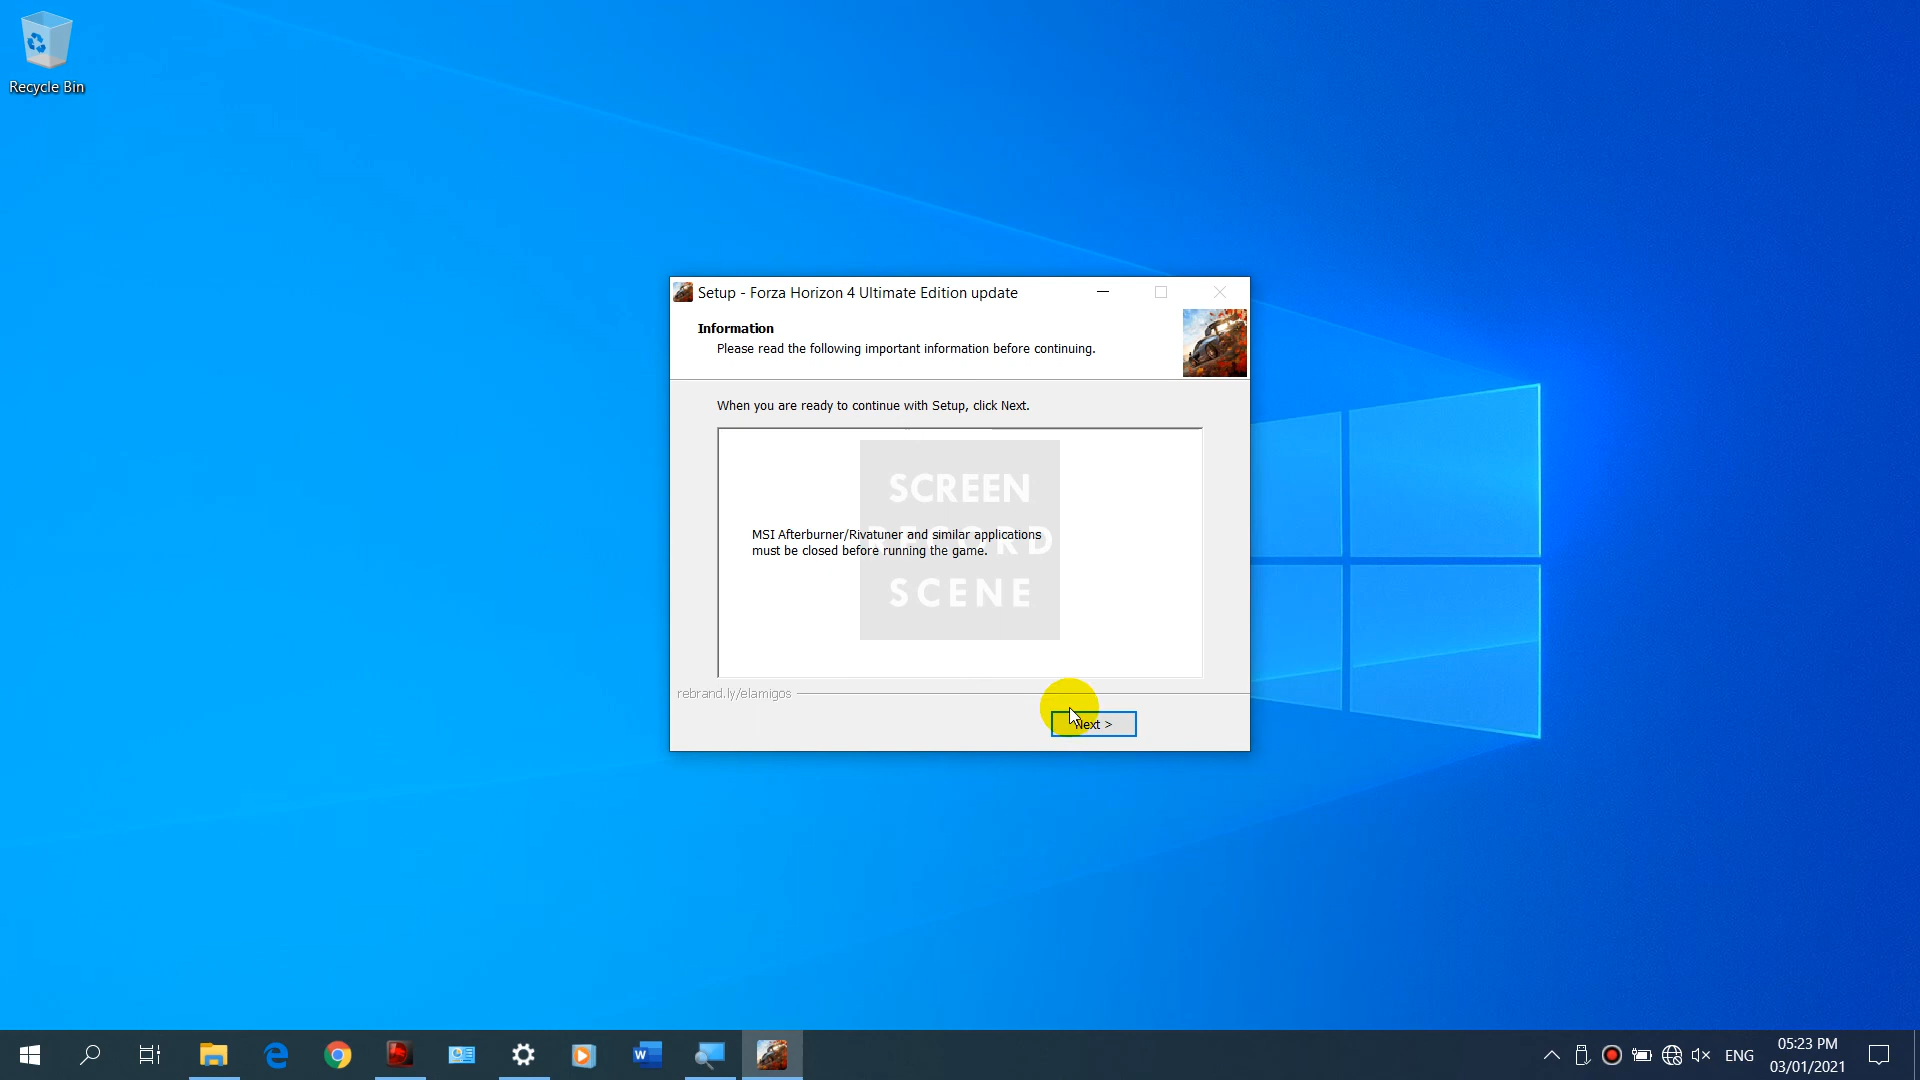 Recycle Bin
Setup - Forza Horizon 4 Ultimate Edition update
Information
Please read the following important information before continuing.
When you are ready to continue with Setup, click Next.
SCREEN
RECORD
SCENE
MSI Afterburner/Rivatuner and similar applications
must be closed before running the game.
rebrand.ly/elamigos
Next >
W
ENG
05:23 PM
03/01/2021